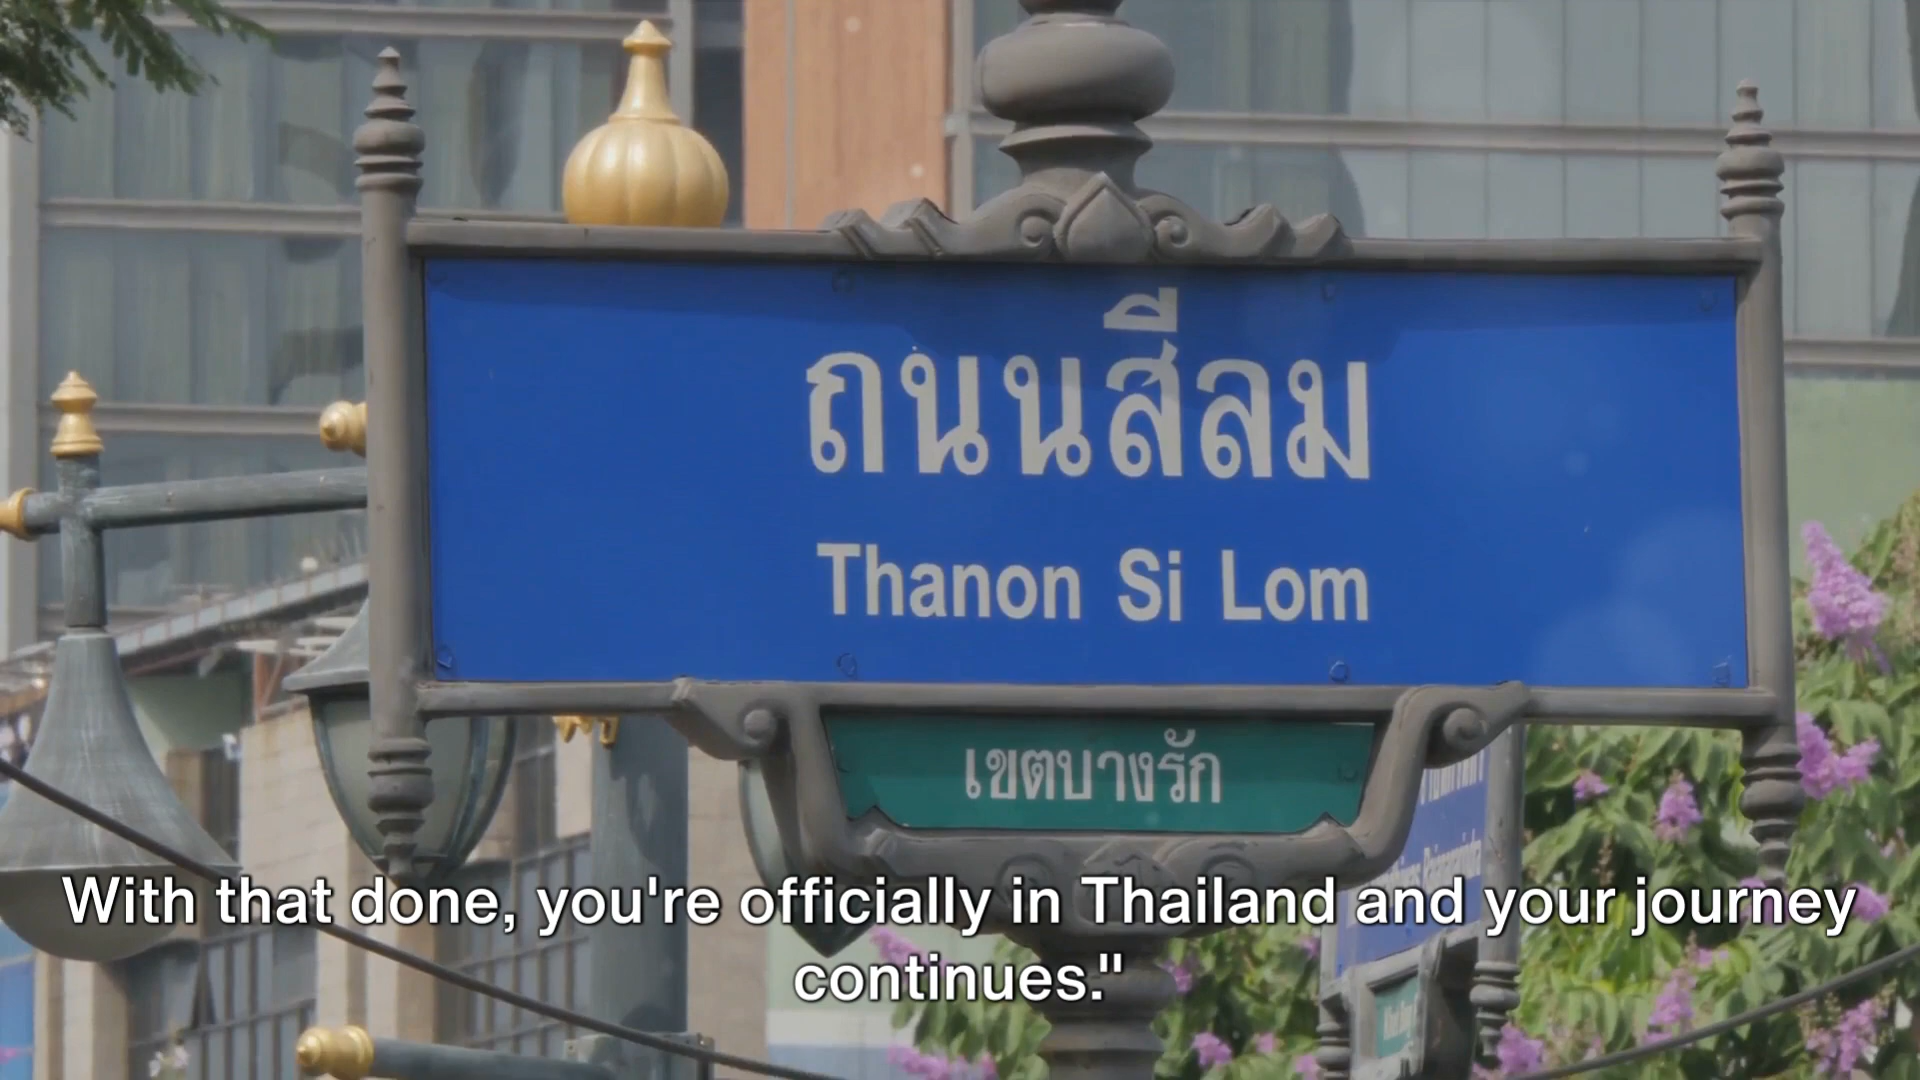 ถนนสีลม
Thanon Si Lom
เขตบางรัก
With that done, you're officially in Thailand and your journey
continues."